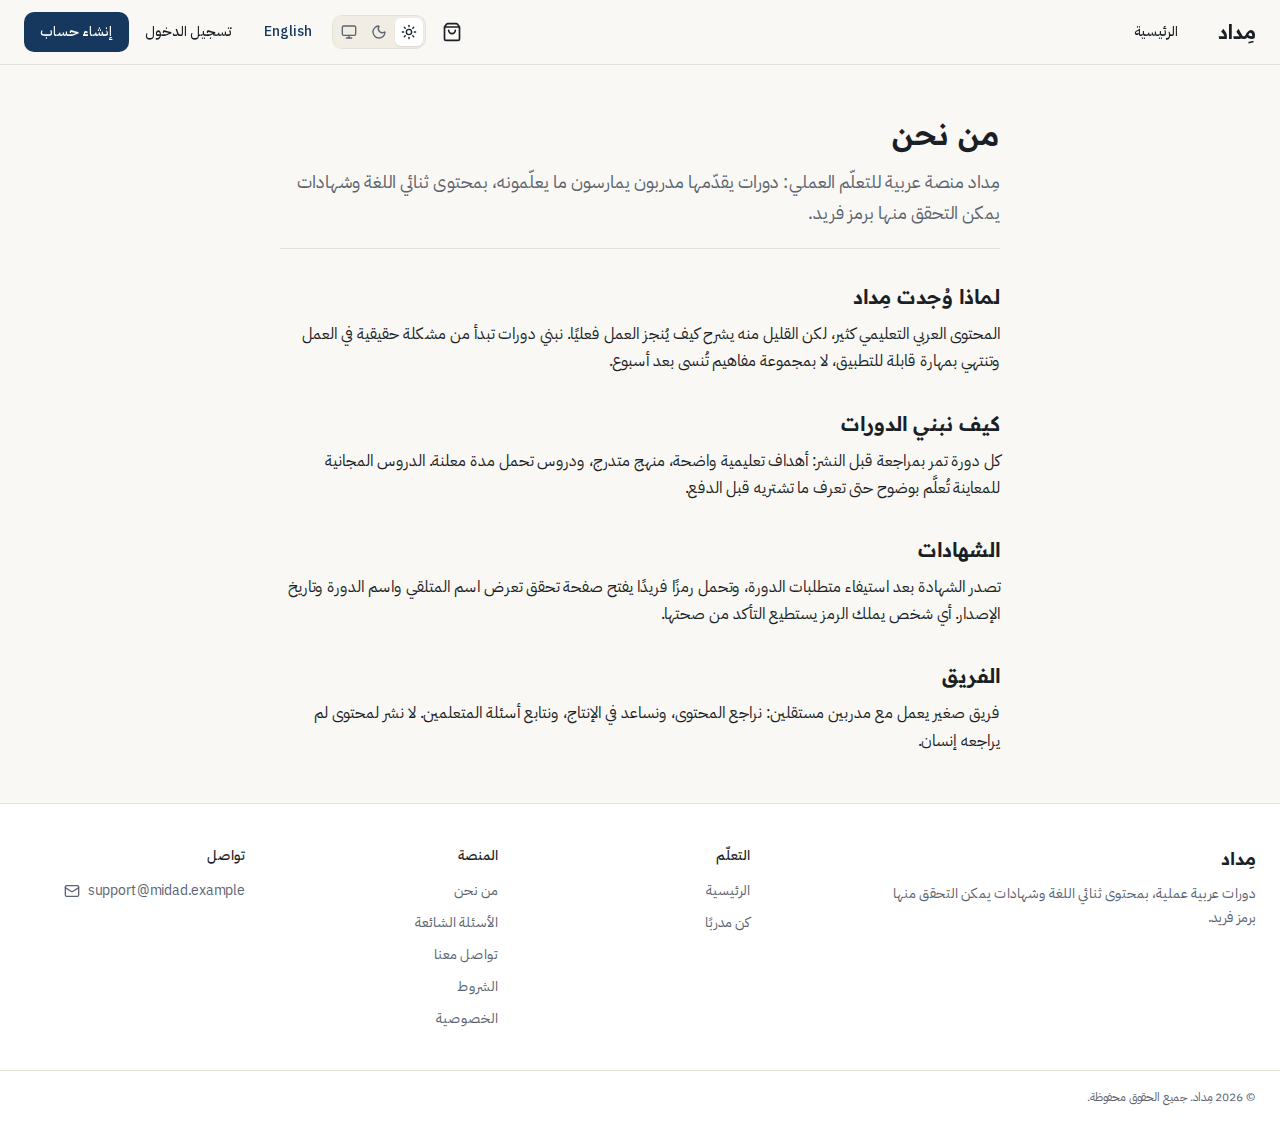 مِداد
الرئيسية
English
تسجيل الدخول
إنشاء حساب
من نحن
مِداد منصة عربية للتعلّم العملي: دورات يقدّمها مدربون يمارسون ما يعلّمونه، بمحتوى ثنائي اللغة وشهادات
يمكن التحقق منها برمز فريد.
لماذا وُجدت مِداد
المحتوى العربي التعليمي كثير، لكن القليل منه يشرح كيف يُنجز العمل فعليًا. نبني دورات تبدأ من مشكلة حقيقية في العمل
وتنتهي بمهارة قابلة للتطبيق، لا بمجموعة مفاهيم تُنسى بعد أسبوع.
كيف نبني الدورات
كل دورة تمر بمراجعة قبل النشر: أهداف تعليمية واضحة، منهج متدرج، ودروس تحمل مدة معلنة. الدروس المجانية
للمعاينة تُعلَّم بوضوح حتى تعرف ما تشتريه قبل الدفع.
الشهادات
تصدر الشهادة بعد استيفاء متطلبات الدورة، وتحمل رمزًا فريدًا يفتح صفحة تحقق تعرض اسم المتلقي واسم الدورة وتاريخ
الإصدار. أي شخص يملك الرمز يستطيع التأكد من صحتها.
الفريق
فريق صغير يعمل مع مدربين مستقلين: نراجع المحتوى، ونساعد في الإنتاج، ونتابع أسئلة المتعلمين. لا نشر لمحتوى لم
يراجعه إنسان.
مِداد
دورات عربية عملية، بمحتوى ثنائي اللغة وشهادات يمكن التحقق منها
برمز فريد.
التعلّم
الرئيسية
كن مدربًا
المنصة
من نحن
الأسئلة الشائعة
تواصل معنا
الشروط
الخصوصية
تواصل
support@midad.example
© 2026 مِداد. جميع الحقوق محفوظة.